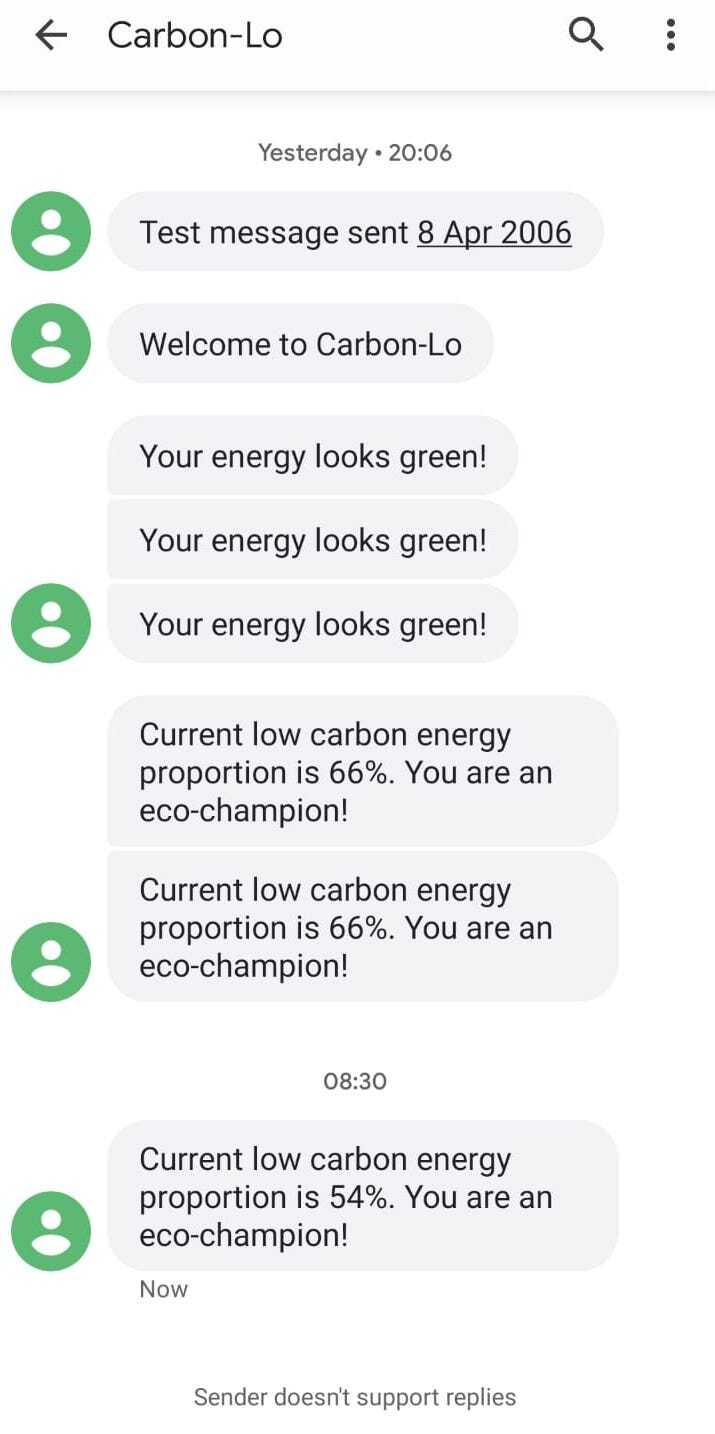 Carbon-Lo
Yesterday • 20:06
Test message sent 8 Apr 2006
Welcome to Carbon-Lo
Your energy looks green!
Your energy looks green!
Your energy looks green!
Current low carbon energy
proportion is 66%. You are an
eco-champion!
Current low carbon energy
proportion is 66%. You are an
eco-champion!
08:30
Current low carbon energy
proportion is 54%. You are an
eco-champion!
Now
Sender doesn't support replies